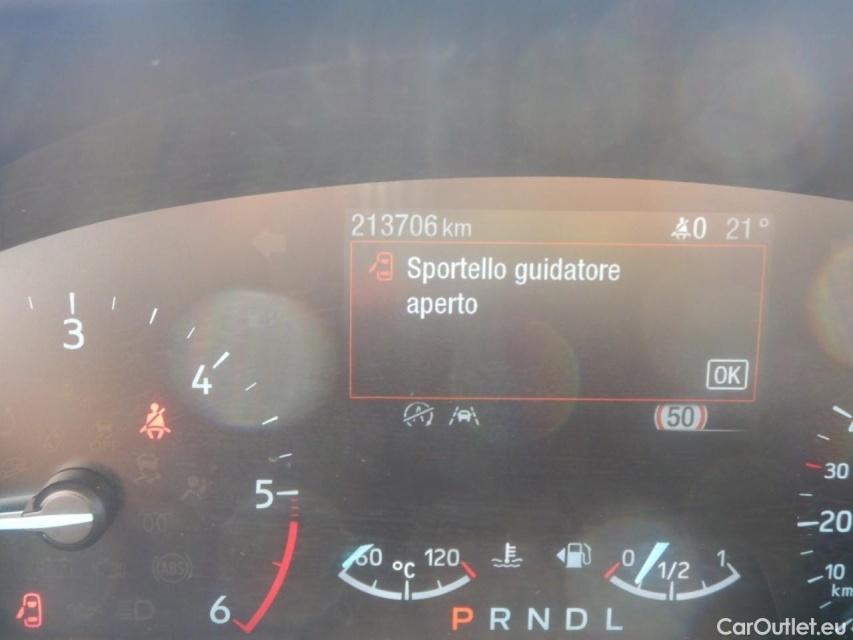 213706 km 0 21°
Sportello guidatore
aperto
OK
3
4
50
5
30
20
60 °C 120
0 1/2 1
10
km
ABS
6
P R N D L
CarOutlet.eu